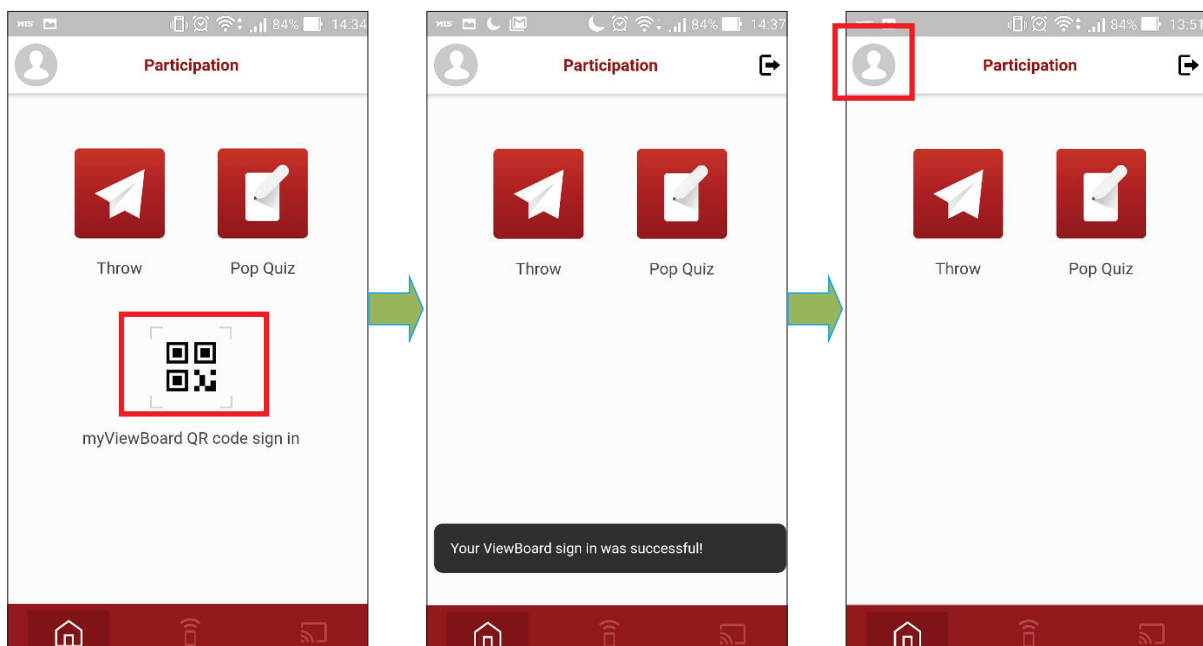 84% 14:34
Participation
Throw Pop Quiz
myViewBoard QR code sign in
84% 14:37
Participation
Throw Pop Quiz
Your ViewBoard sign in was successful!
84% 13:51
Participation
Throw Pop Quiz